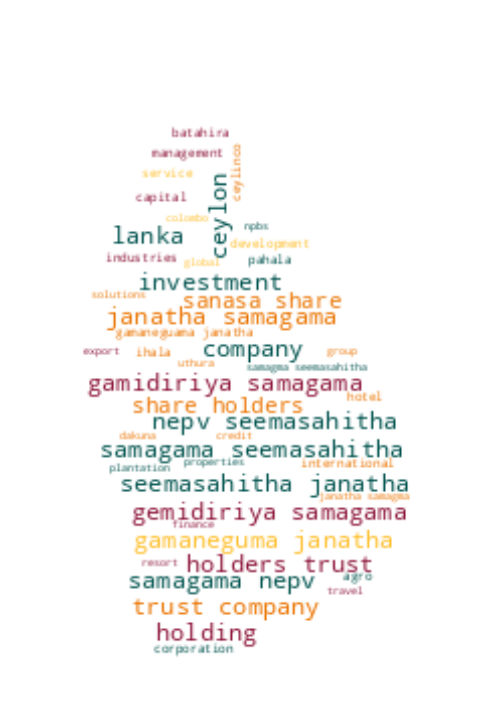 batahira
management
ceylinco
service
capital
ceylon
colombo
npbs
lanka
development
industries
global
pahala
investment
solutions
sanasa share
janatha samagama
gamaneguama janatha
export
ihala
company
group
uthura
samagma seemasahitha
gamidiriya samagama
hotel
share holders
nepv seemasahitha
dakuna
credit
samagama seemasahitha
plantation
properties
international
seemasahitha janatha
janatha samagma
gemidiriya samagama
finance
gamaneguma janatha
resort
holders trust
samagama nepv
agro
travel
trust company
holding
corporation